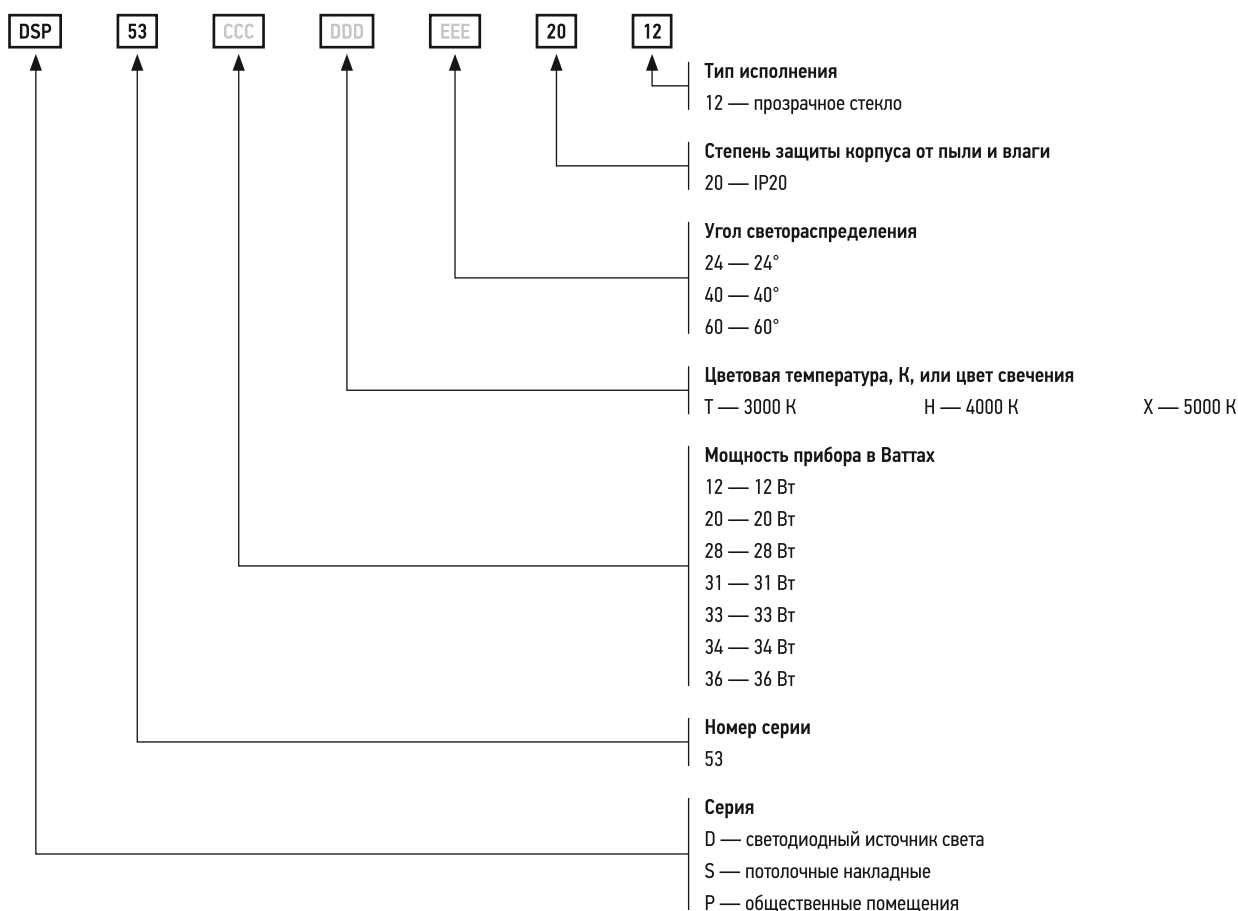 DSP 53 CCC DDD EEE 20 12
Тип исполнения
12 — прозрачное стекло
Степень защиты корпуса от пыли и влаги
20 — IP20
Угол светораспределения
24 — 24°
40 — 40°
60 — 60°
Цветовая температура, К, или цвет свечения
Т — 3000 К Н — 4000 К Х — 5000 К
Мощность прибора в Ваттах
12 — 12 Вт
20 — 20 Вт
28 — 28 Вт
31 — 31 Вт
33 — 33 Вт
34 — 34 Вт
36 — 36 Вт
Номер серии
53
Серия
D — светодиодный источник света
S — потолочные накладные
P — общественные помещения